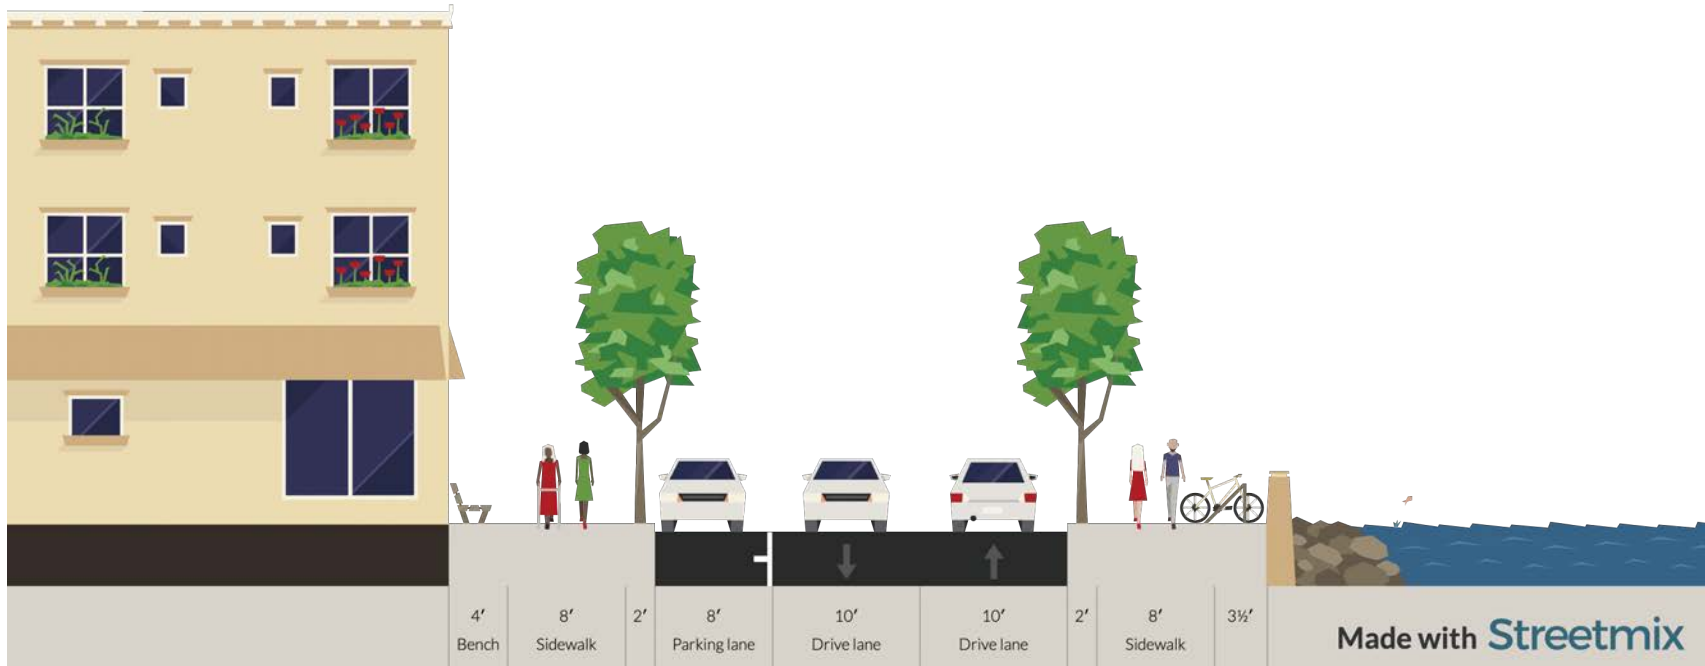 4′ 8′ 2′ 8′ 10′ 10′ 2′ 8′ 3½′
Bench Sidewalk Parking lane Drive lane Drive lane Sidewalk
Made with Streetmix